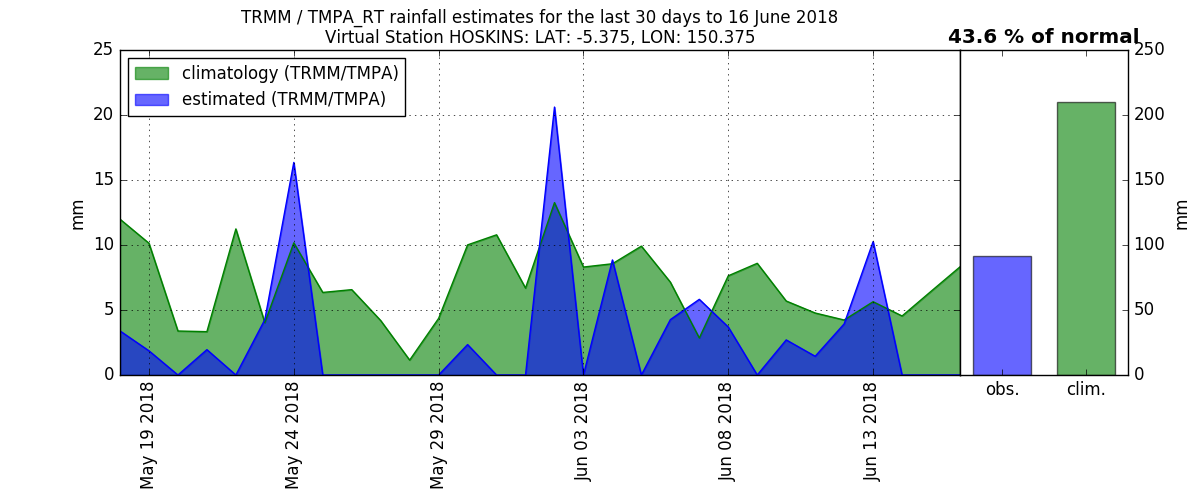 TRMM / TMPA_RT rainfall estimates for the last 30 days to 16 June 2018
Virtual Station HOSKINS: LAT: -5.375, LON: 150.375
43.6 % of normal
climatology (TRMM/TMPA)
estimated (TRMM/TMPA)
25
20
15
10
5
0
mm
250
200
150
100
50
0
mm
May 19 2018
May 24 2018
May 29 2018
Jun 03 2018
Jun 08 2018
Jun 13 2018
obs.
clim.